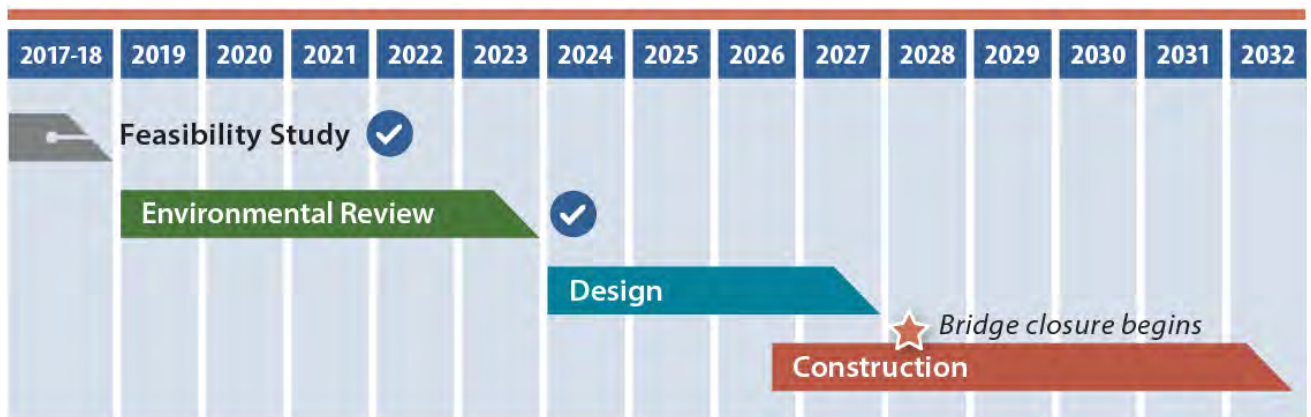 2017-18 2019 2020 2021 2022 2023 2024 2025 2026 2027 2028 2029 2030 2031 2032
Feasibility Study
Environmental Review
Design
Bridge closure begins
Construction